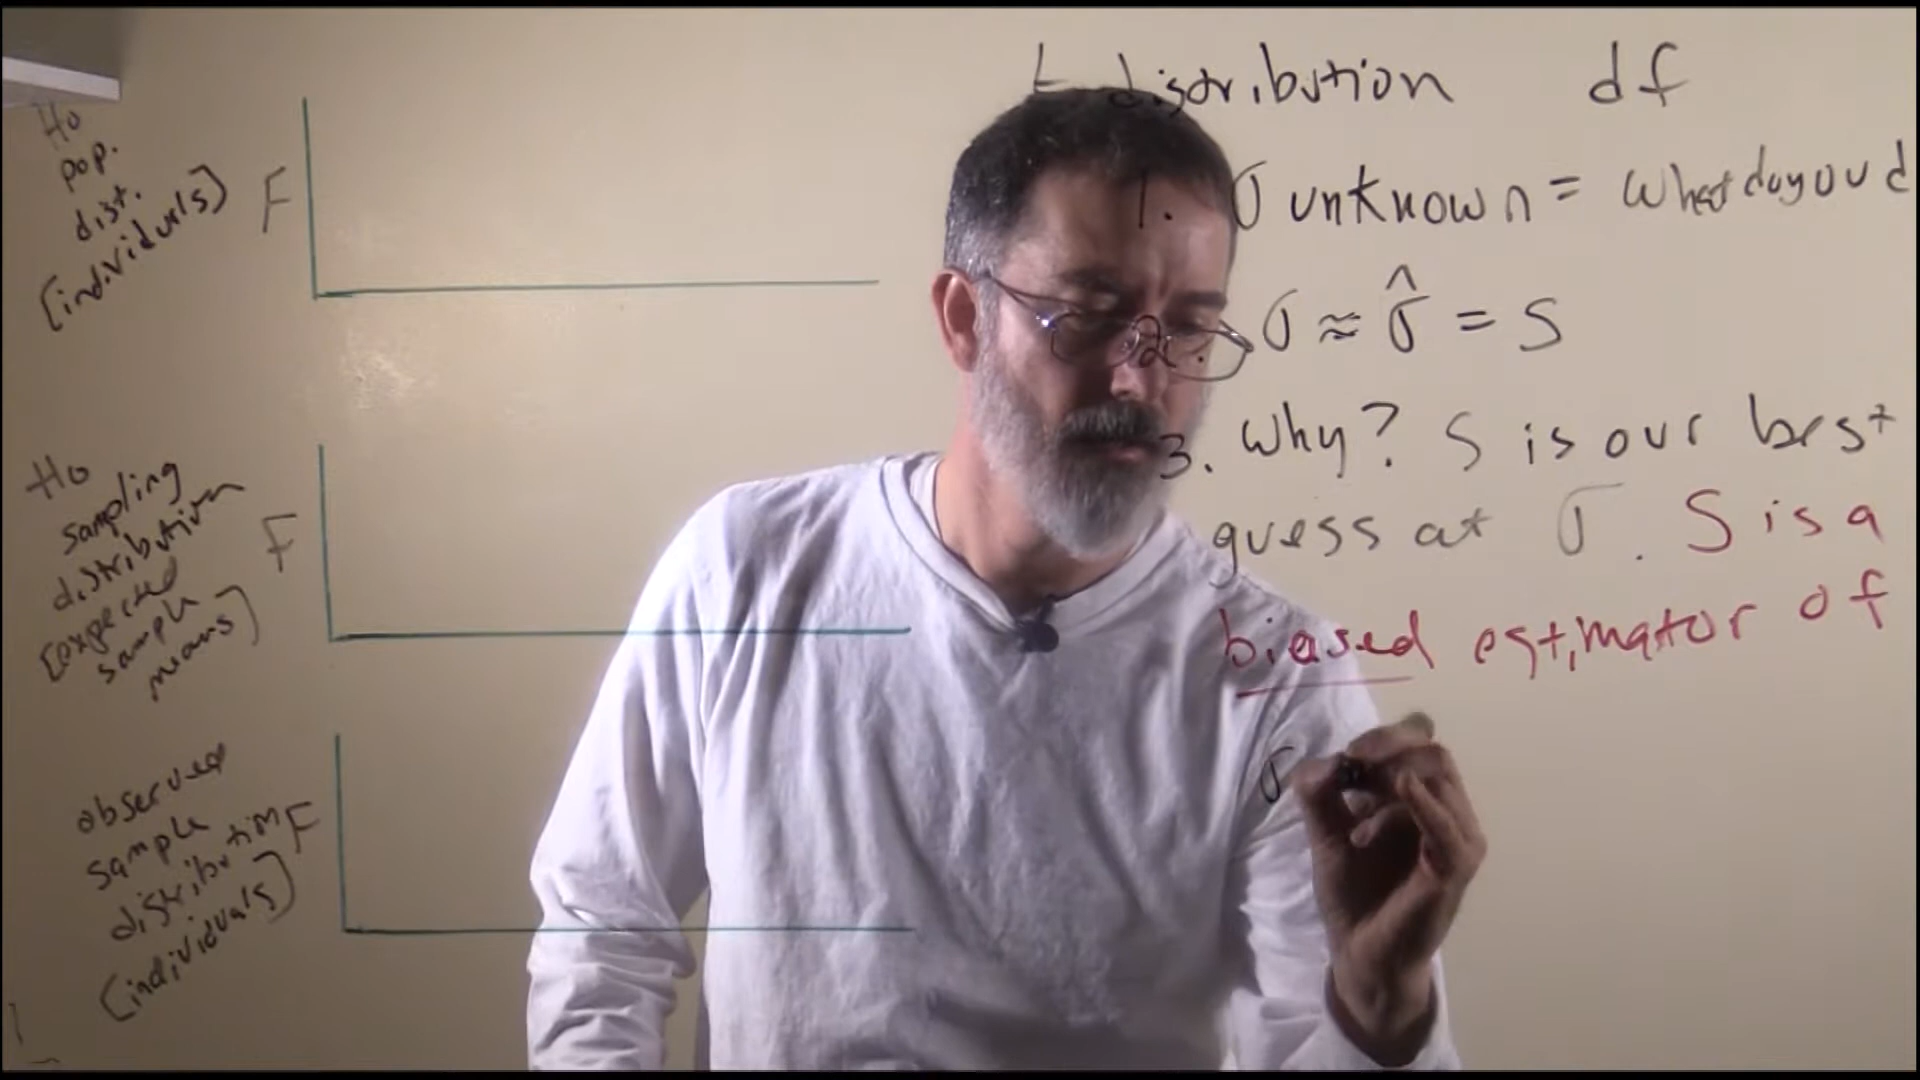 t-distribution df
1. σ unknown = what do you d
2. σ ≈ σ̂ = S
3. Why? S is our best
guess at σ. S is a
biased estimator of
σ
Ho
pop.
dist.
[individuals]
F
Ho
sampling
distribution
[expected
sample
means]
F
observed
sample
distribution
[individuals]
F